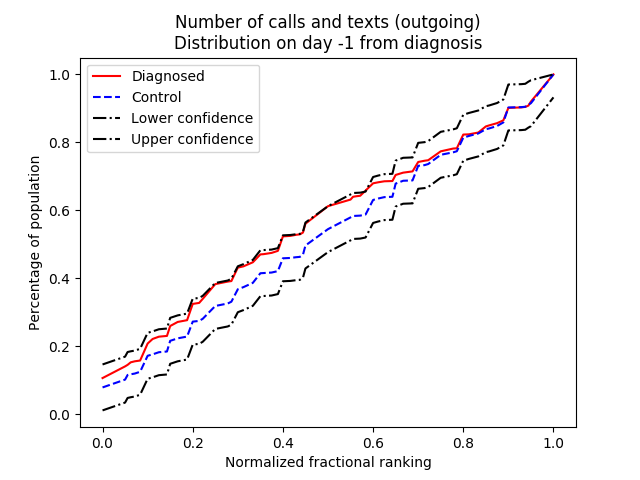 Number of calls and texts (outgoing)
Distribution on day -1 from diagnosis
Diagnosed
Control
Lower confidence
Upper confidence
Percentage of population
1.0
0.8
0.6
0.4
0.2
0.0
0.0 0.2 0.4 0.6 0.8 1.0
Normalized fractional ranking